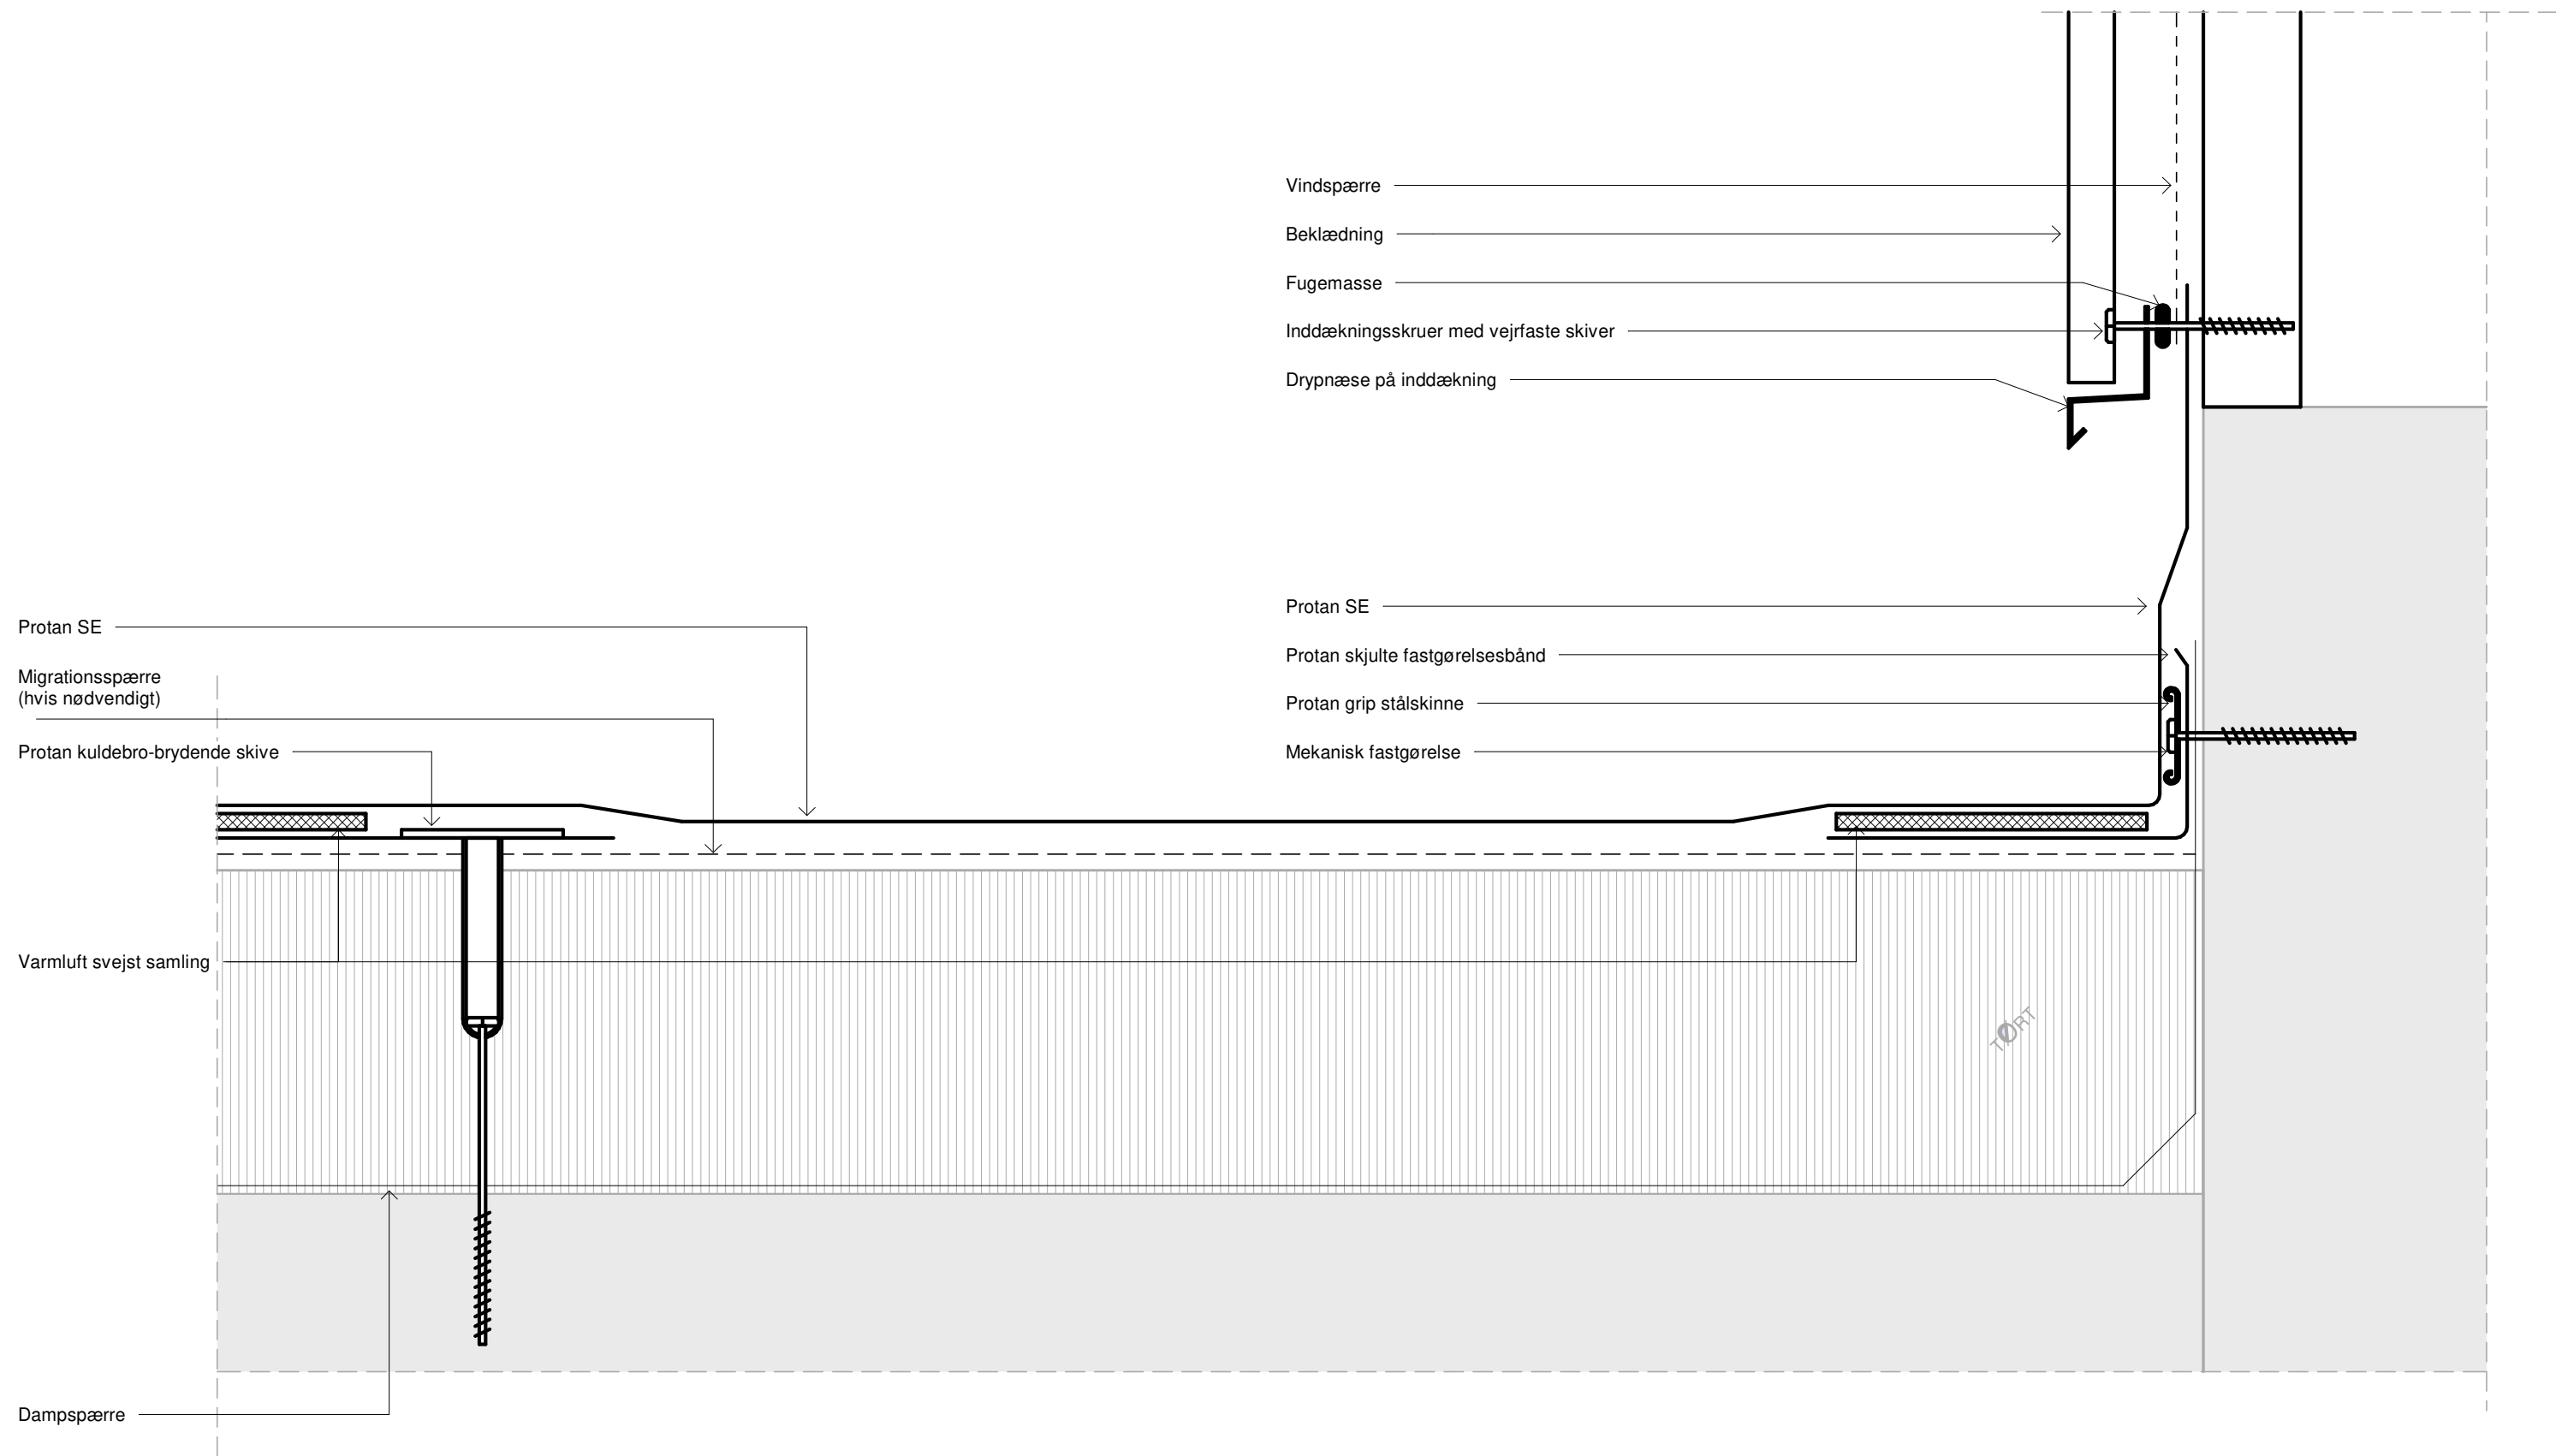 Vindspærre
Beklædning
Fugemasse
Inddækningsskruer med vejrfaste skiver
Drypnæse på inddækning
Protan SE
Protan skjulte fastgørelsesbånd
Protan grip stålskinne
Mekanisk fastgørelse
Protan SE
Migrationsspærre
(hvis nødvendigt)
Protan kuldebro-brydende skive
Varmluft svejst samling
TØRT
Dampspærre